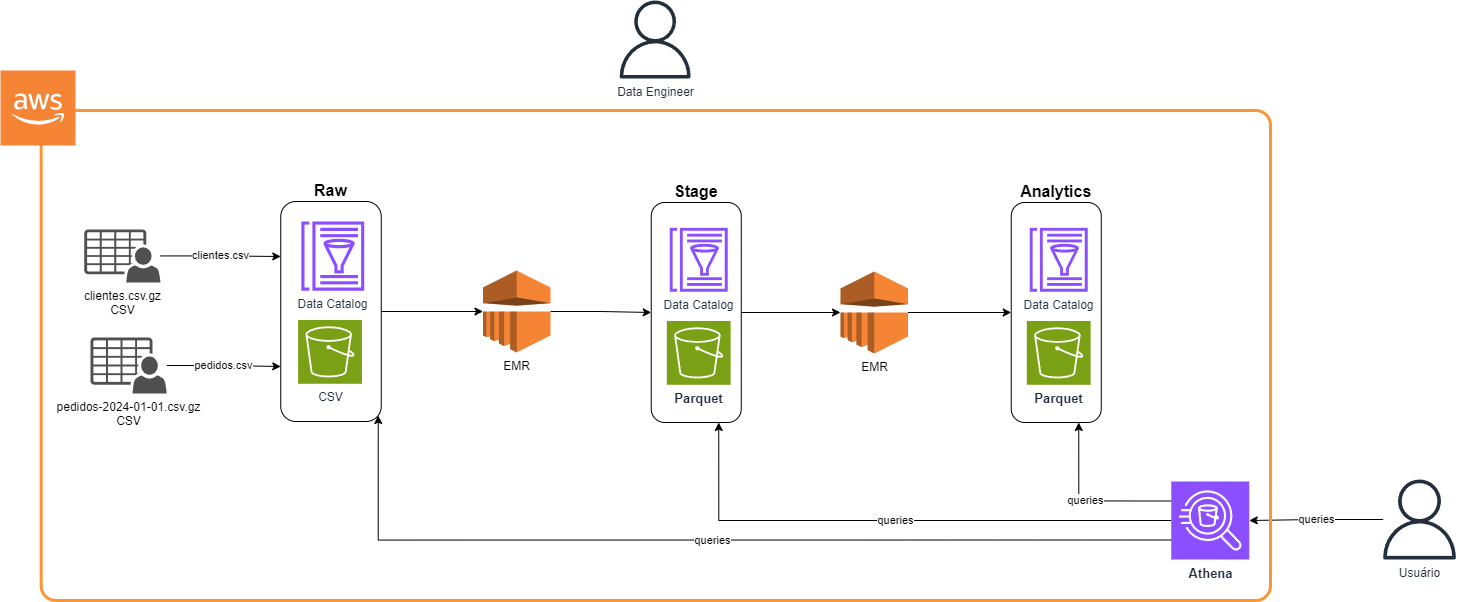 Data Engineer
aws
Raw
Stage
Analytics
clientes.csv
clientes.csv.gz
CSV
Data Catalog
Data Catalog
Data Catalog
pedidos.csv
pedidos-2024-01-01.csv.gz
CSV
EMR
EMR
CSV
Parquet
Parquet
queries
queries
queries
queries
Athena
Usuário